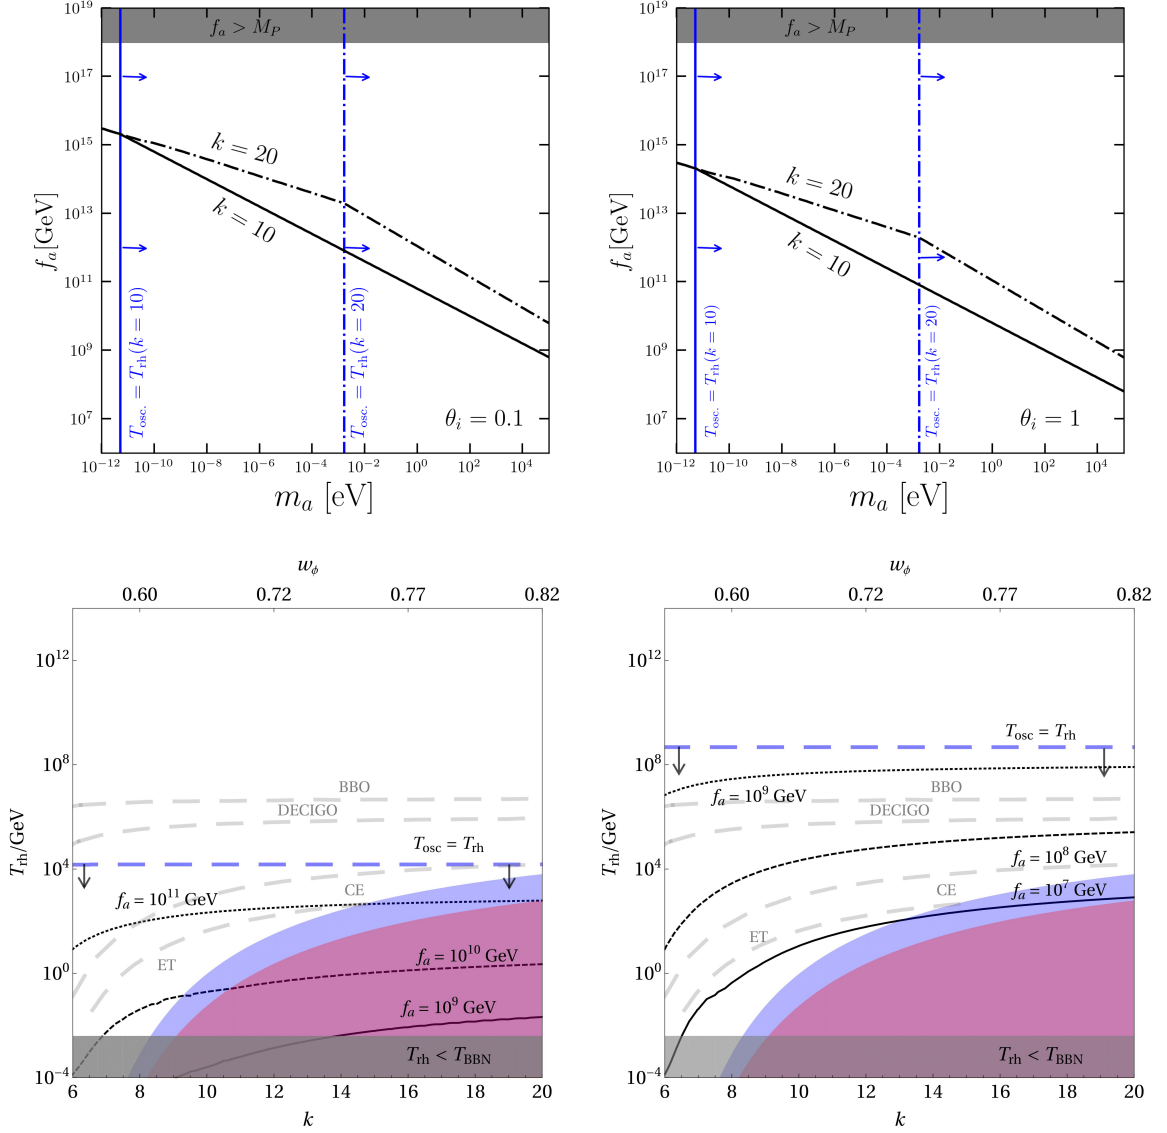 f_a > M_P
k = 20
k = 10
T_osc. = T_rh(k = 10)
T_osc. = T_rh(k = 20)
θ_i = 0.1
10^19
10^17
10^15
10^13
10^11
10^9
10^7
f_a[GeV]
10^−12 10^−10 10^−8 10^−6 10^−4 10^−2 10^0 10^2 10^4
m_a [eV]
f_a > M_P
k = 20
k = 10
T_osc. = T_rh(k = 10)
T_osc. = T_rh(k = 20)
θ_i = 1
10^19
10^17
10^15
10^13
10^11
10^9
10^7
f_a[GeV]
10^−12 10^−10 10^−8 10^−6 10^−4 10^−2 10^0 10^2 10^4
m_a [eV]
w_ϕ
0.60 0.72 0.77 0.82
10^12
10^8
10^4
10^0
10^−4
T_rh/GeV
BBO
DECIGO
T_osc = T_rh
CE
f_a = 10^11 GeV
ET
f_a = 10^10 GeV
f_a = 10^9 GeV
T_rh < T_BBN
6 8 10 12 14 16 18 20
k
w_ϕ
0.60 0.72 0.77 0.82
10^12
10^8
10^4
10^0
10^−4
T_rh/GeV
T_osc = T_rh
BBO
f_a = 10^9 GeV
DECIGO
f_a = 10^8 GeV
CE
f_a = 10^7 GeV
ET
T_rh < T_BBN
6 8 10 12 14 16 18 20
k